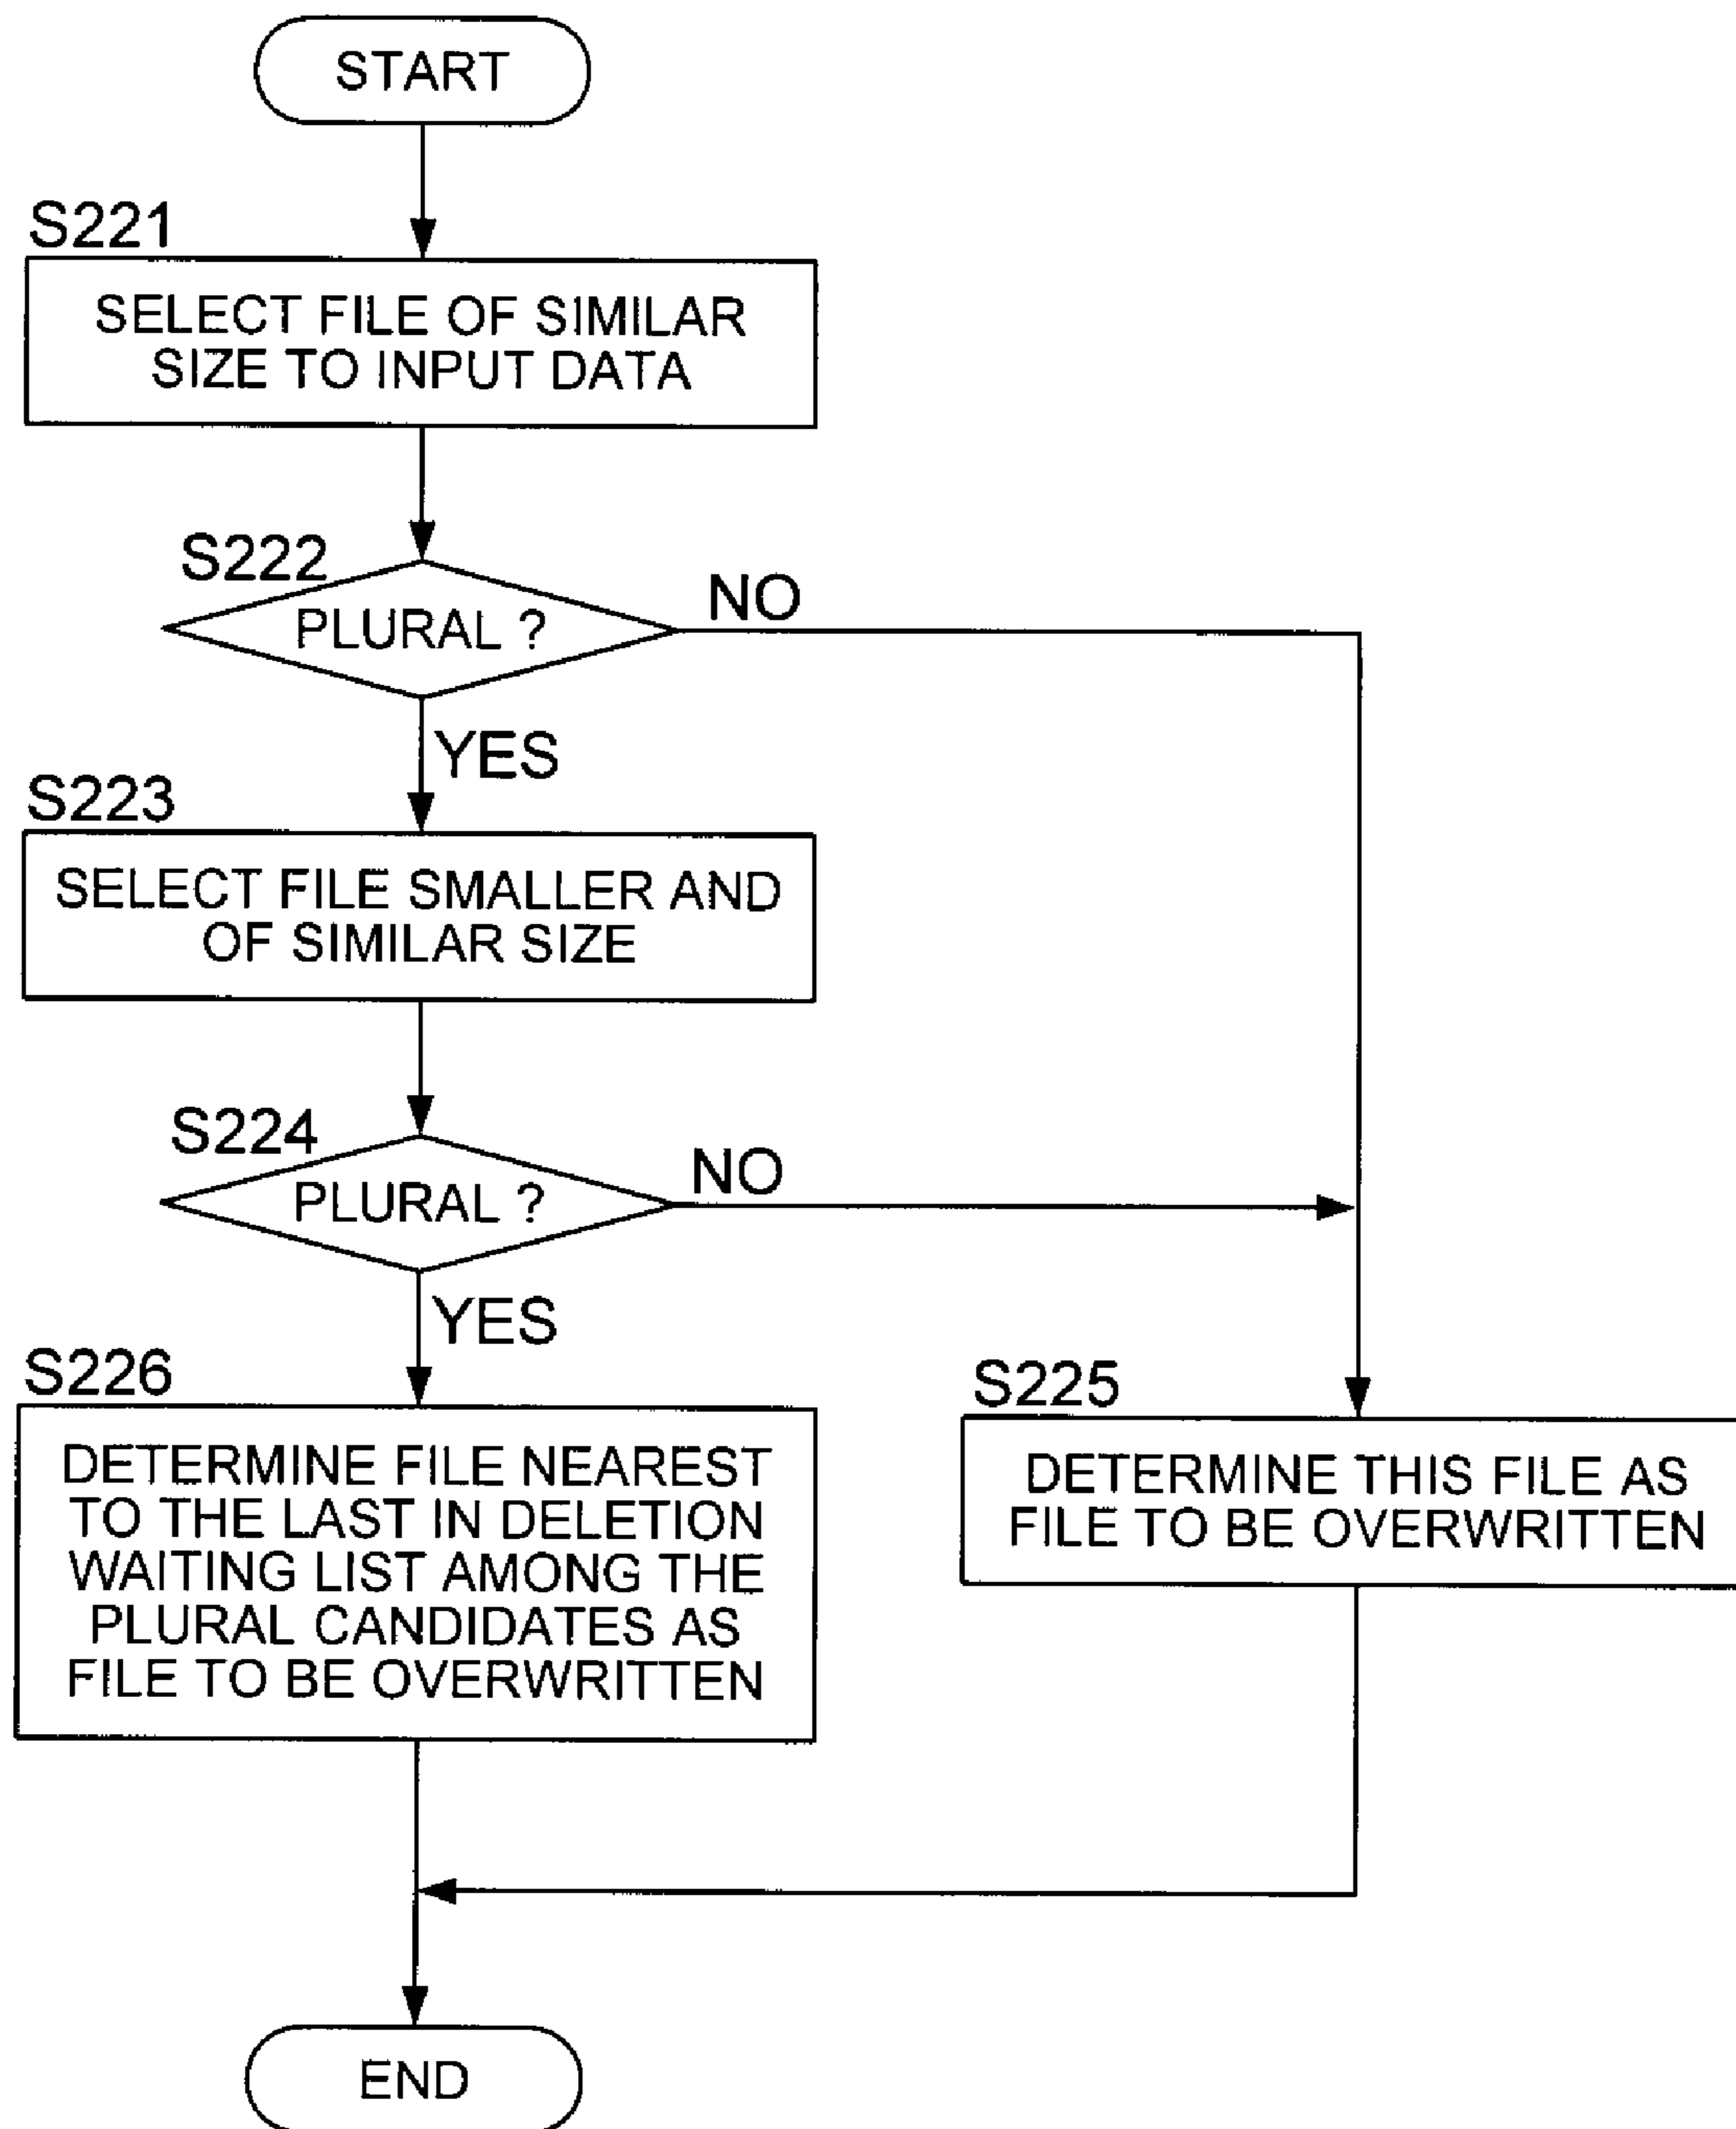 START
S221
SELECT FILE OF SIMILAR
SIZE TO INPUT DATA
S222
PLURAL ?
NO
YES
S223
SELECT FILE SMALLER AND
OF SIMILAR SIZE
S224
PLURAL ?
NO
YES
S226
DETERMINE FILE NEAREST
TO THE LAST IN DELETION
WAITING LIST AMONG THE
PLURAL CANDIDATES AS
FILE TO BE OVERWRITTEN
S225
DETERMINE THIS FILE AS
FILE TO BE OVERWRITTEN
END